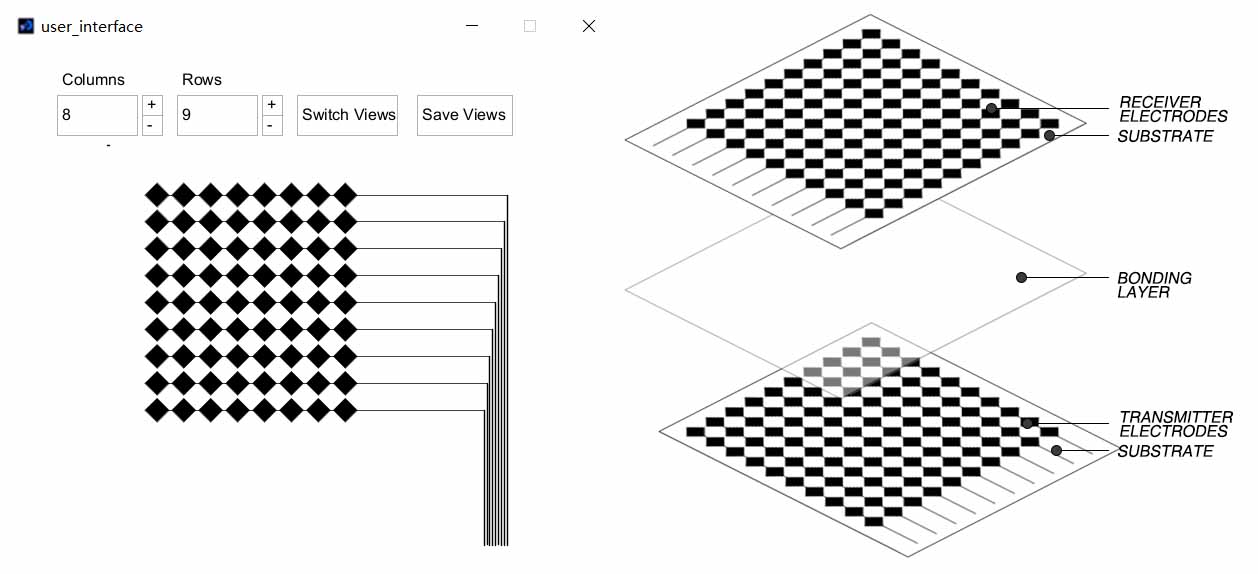 user_interface
Columns
Rows
8
+
-
9
+
-
Switch Views
Save Views
-
RECEIVER
ELECTRODES
SUBSTRATE
BONDING
LAYER
TRANSMITTER
ELECTRODES
SUBSTRATE